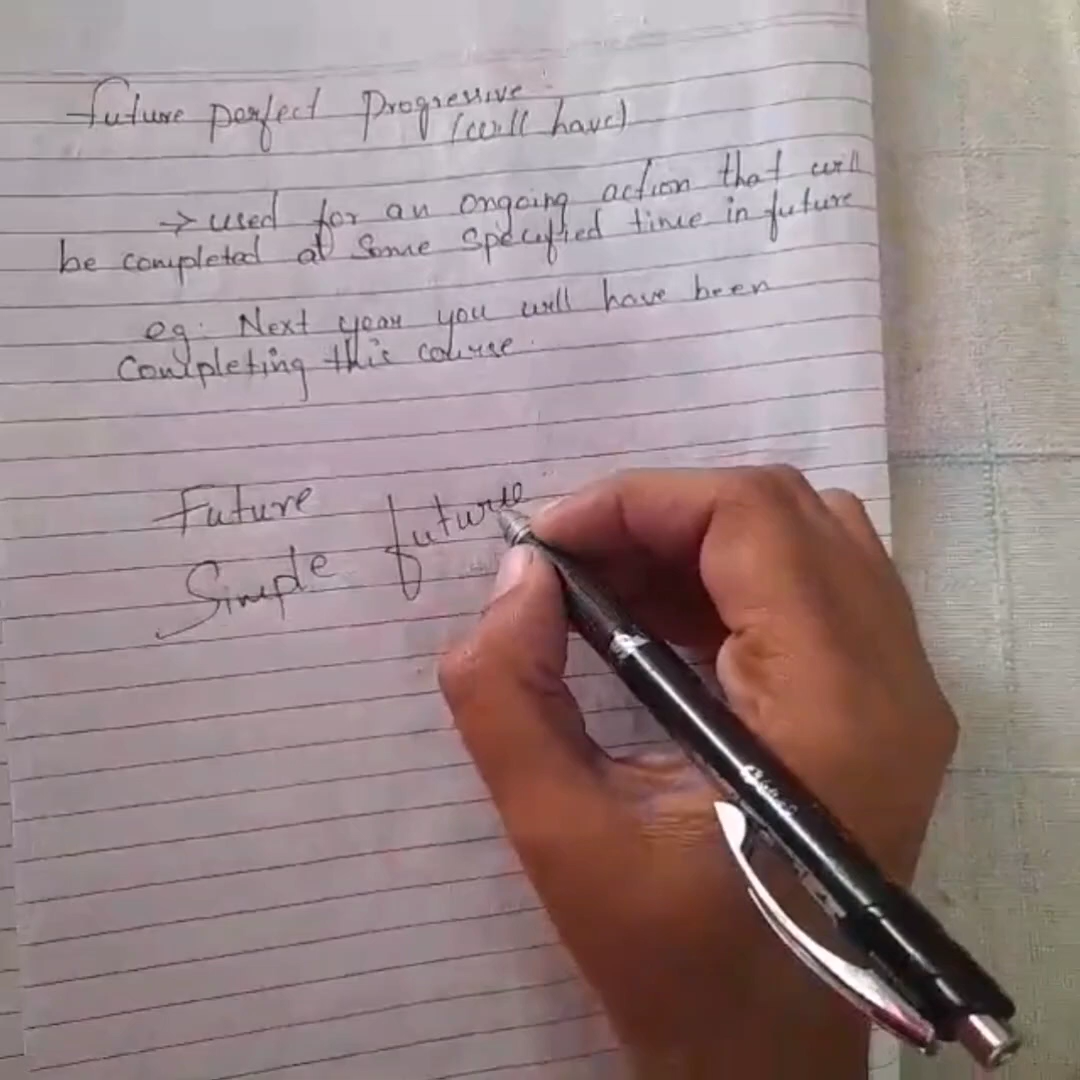 future perfect Progressive
(will have)
→ used for an ongoing action that will
be completed at some specified time in future
eg. Next year you will have been
completing this course.
Future
Simple future